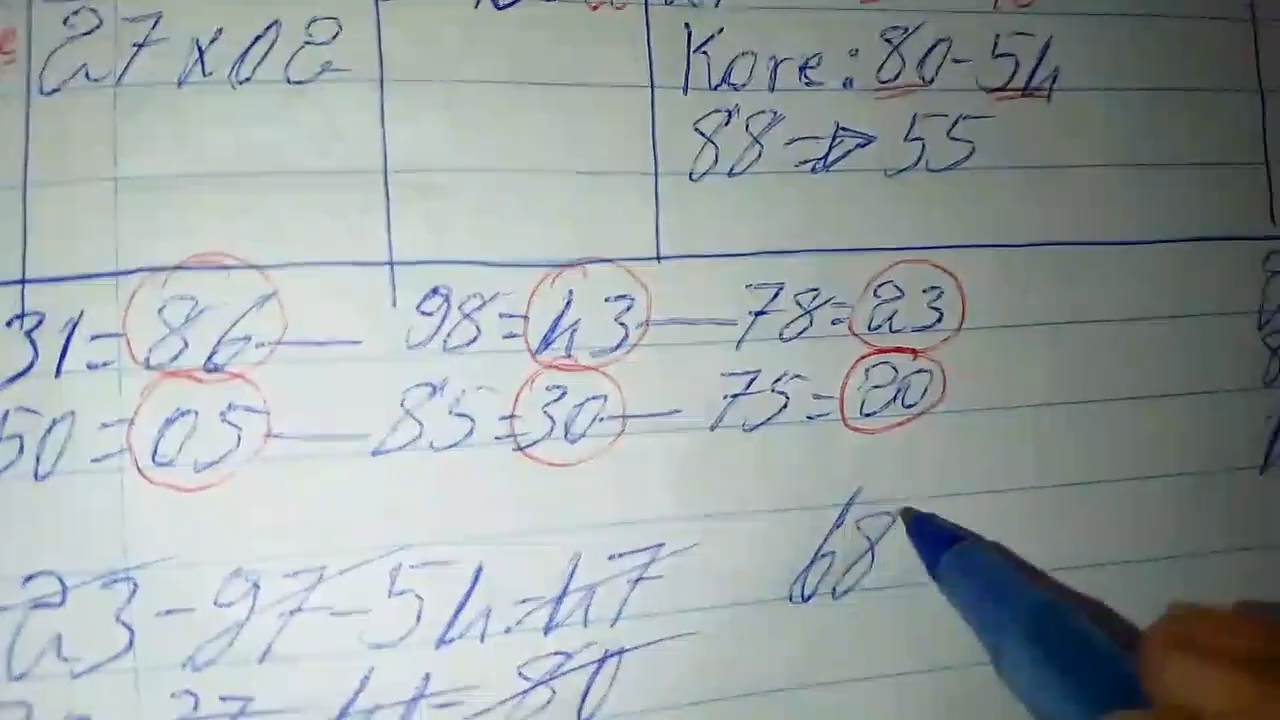 27x02
Kore: 80-54
88 → 55
31=86 — 98=43 — 78=23
50=05 — 85=30 — 75=20
68
23-97-54=47
80